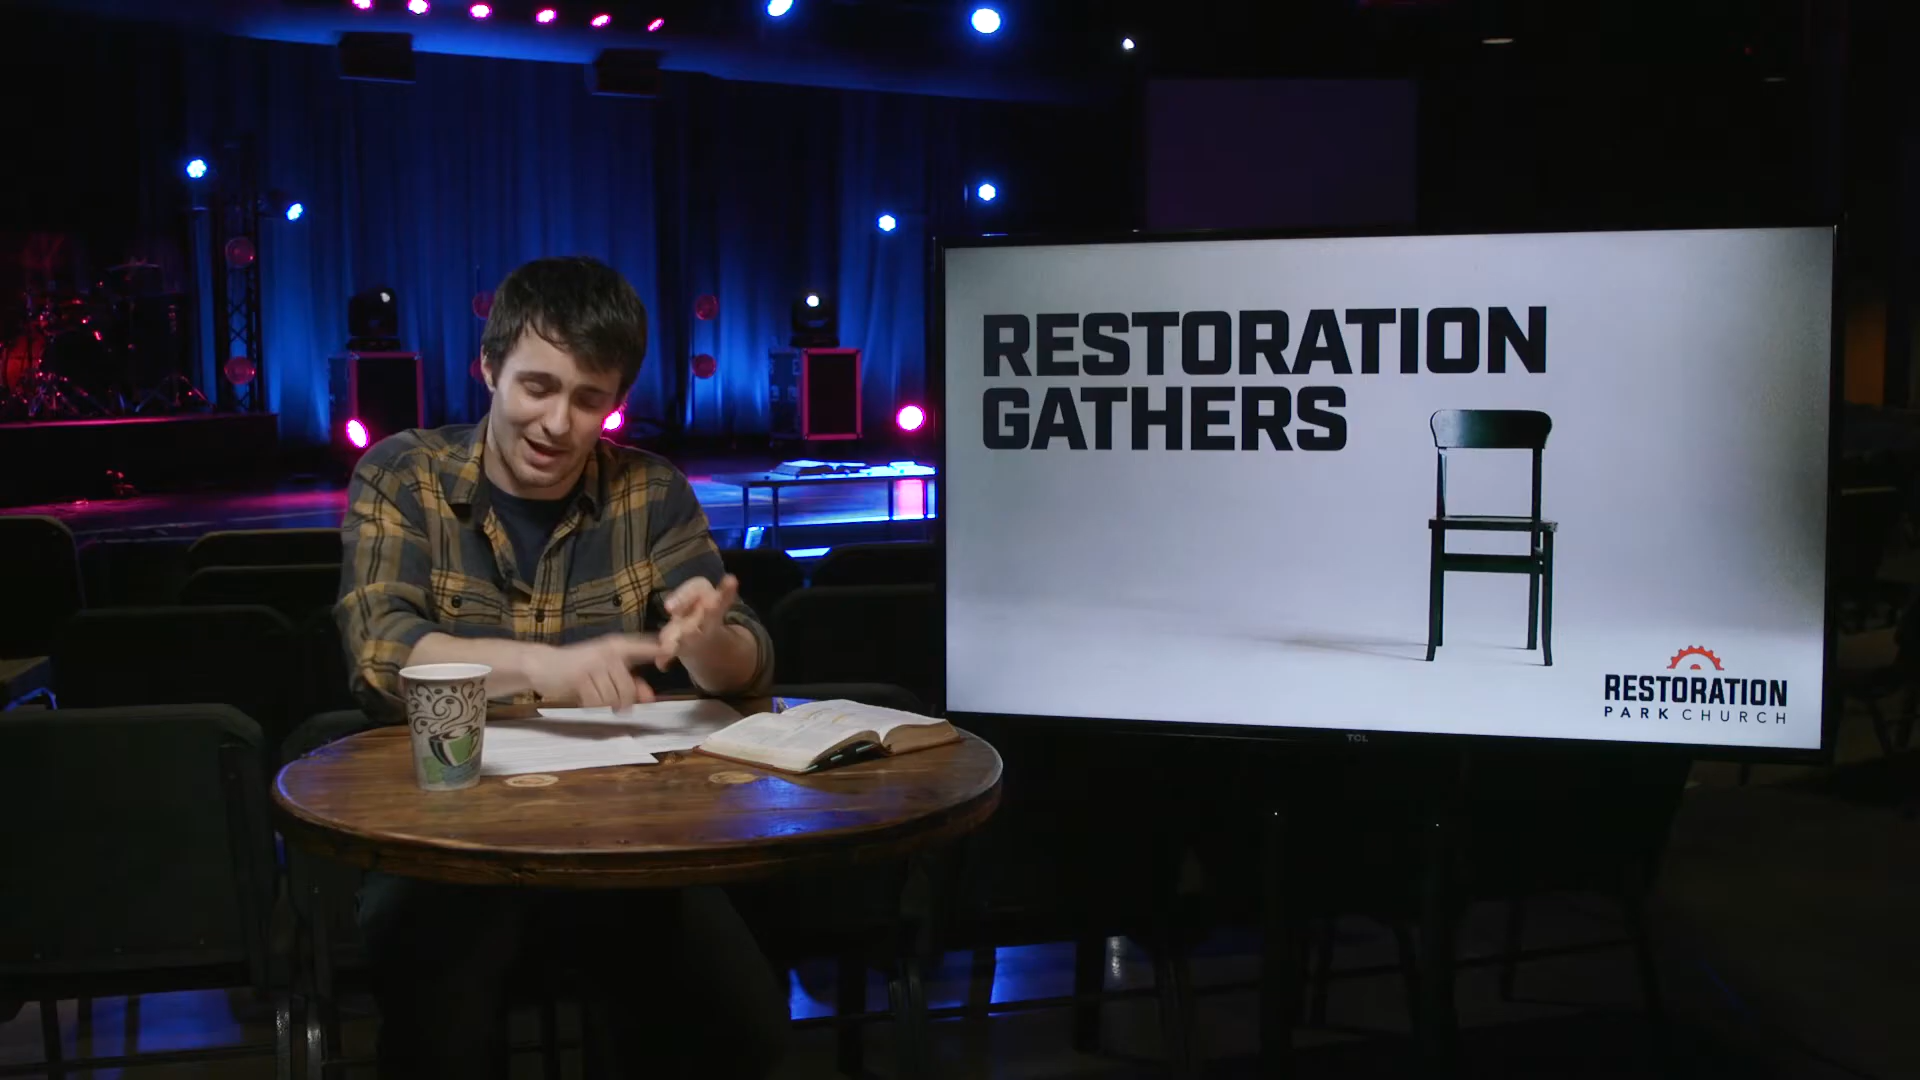 RESTORATION
GATHERS
RESTORATION
PARK CHURCH
TCL